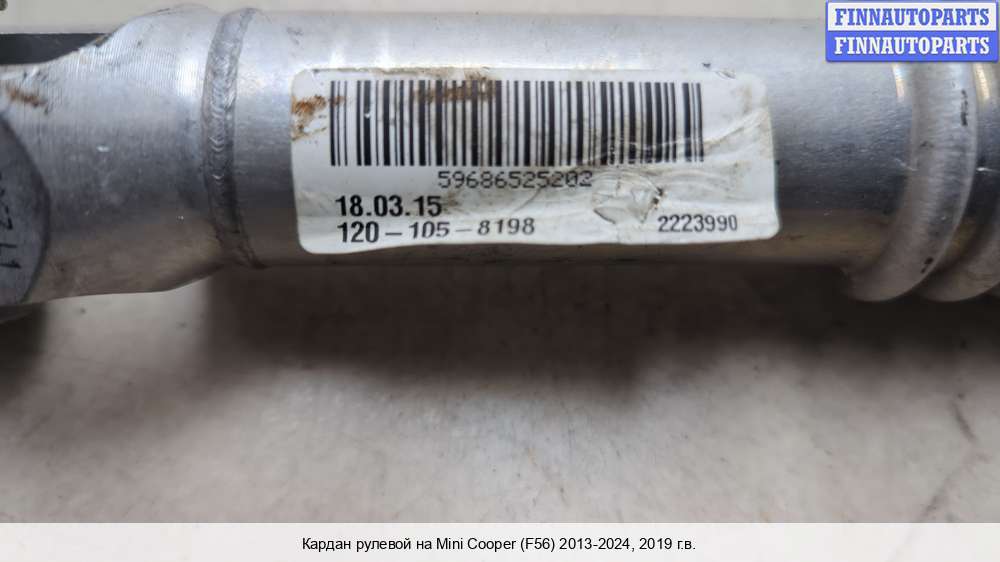 FINNAUTOPARTS
FINNAUTOPARTS
59686525202
18.03.15
120-105-8198
2223990
Кардан рулевой на Mini Cooper (F56) 2013-2024, 2019 г.в.